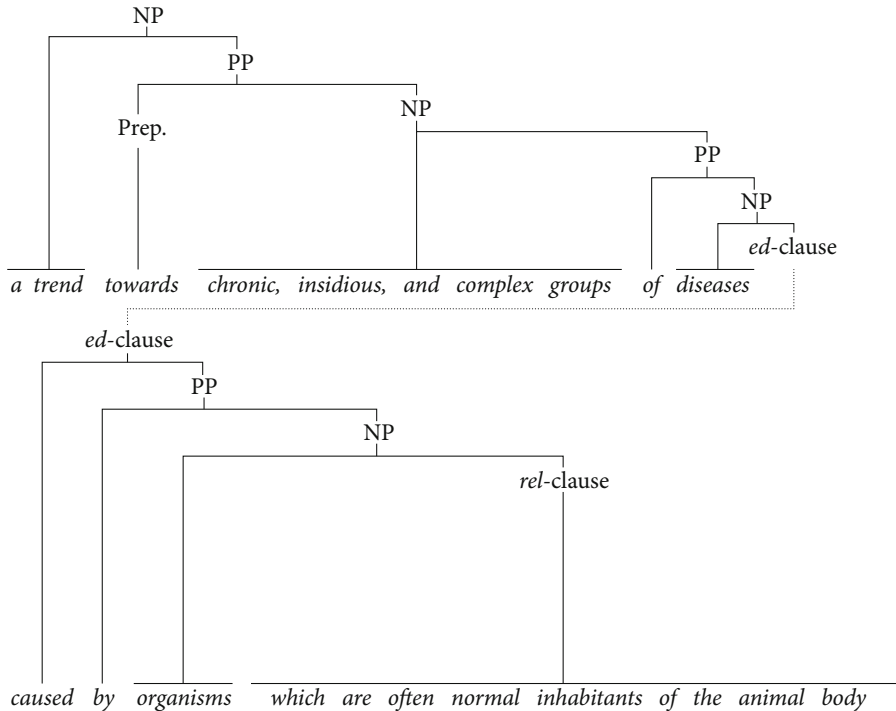 NP
PP
NP
Prep.
PP
NP
ed-clause
a trend towards chronic, insidious, and complex groups of diseases
ed-clause
PP
NP
rel-clause
caused by organisms which are often normal inhabitants of the animal body